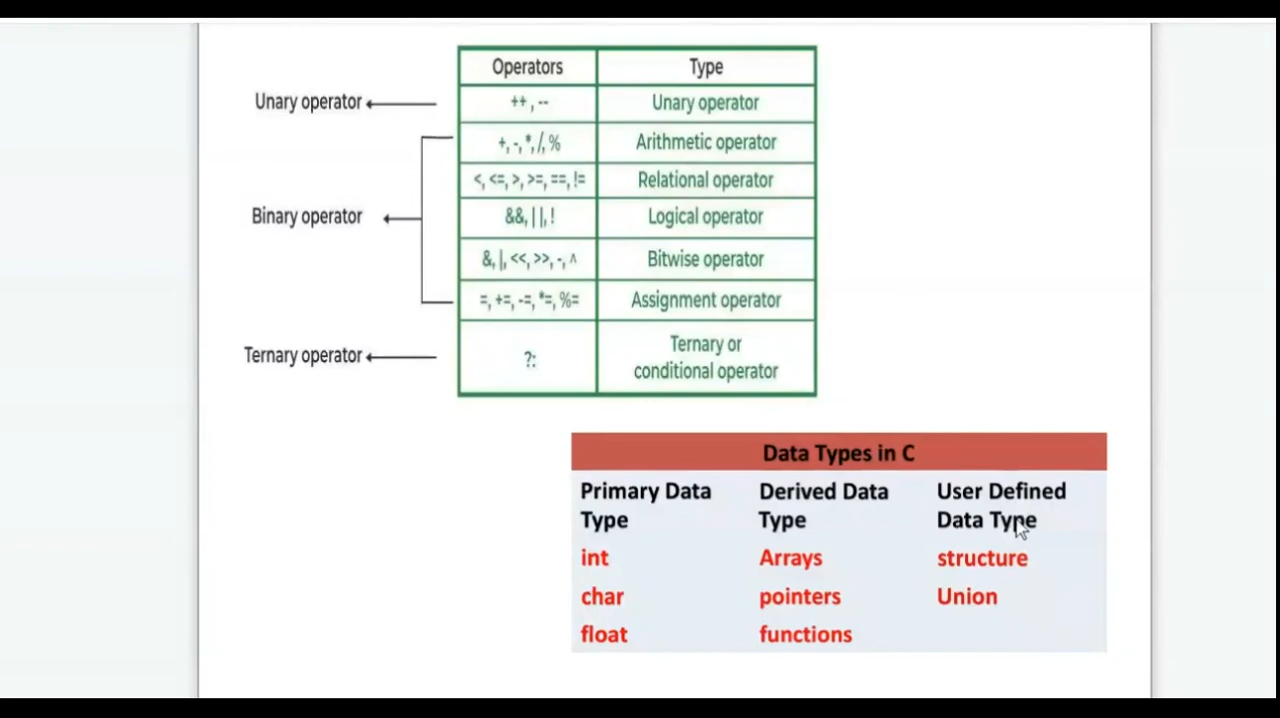 Operators Type
Unary operator ++ , -- Unary operator
+, -, *, /, % Arithmetic operator
<, <=, >, >=, ==, != Relational operator
Binary operator &&, ||, ! Logical operator
&, |, <<, >>, -, ^ Bitwise operator
=, +=, -=, *=, %= Assignment operator
Ternary operator ?: Ternary or
conditional operator
Data Types in C
Primary Data Derived Data User Defined
Type Type Data Type
int Arrays structure
char pointers Union
float functions